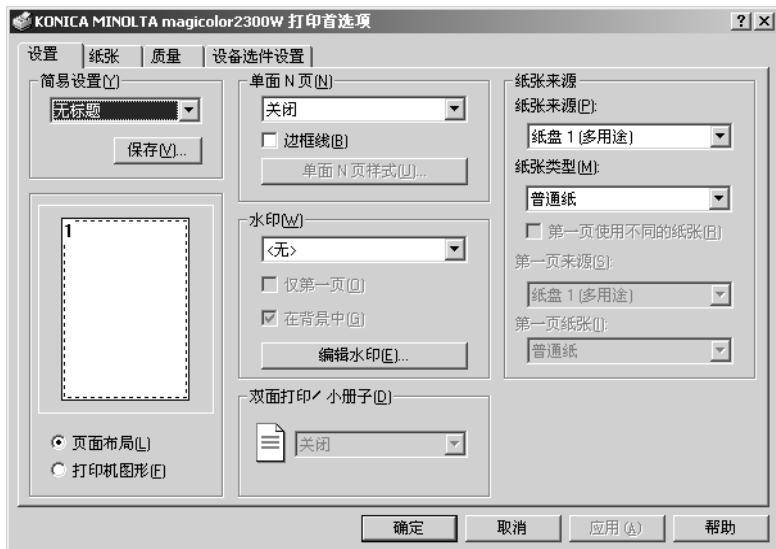 KONICA MINOLTA magicolor2300W 打印首选项
设置
纸张
质量
设备选件设置
简易设置(Y)
无标题
保存(V)...
1
页面布局(L)
打印机图形(F)
单面 N 页(N)
关闭
边框线(B)
单面 N 页样式(U)...
水印(W)
<无>
仅第一页(O)
在背景中(G)
编辑水印(E)...
双面打印/ 小册子(D)
关闭
纸张来源
纸张来源(P):
纸盘 1 (多用途)
纸张类型(M):
普通纸
第一页使用不同的纸张(R)
第一页来源(S):
纸盘 1 (多用途)
第一页纸张(I):
普通纸
确定
取消
应用(A)
帮助